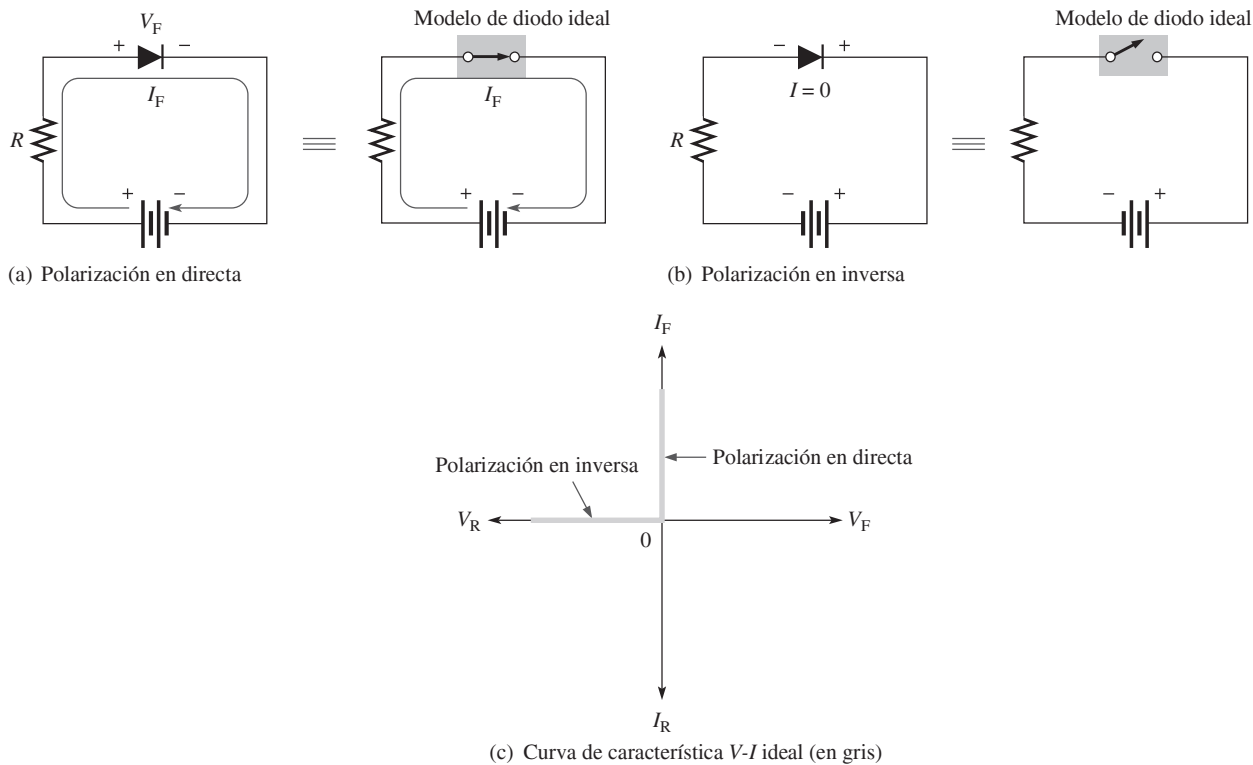 V_F
+ −
I_F
R
+ −
(a) Polarización en directa
Modelo de diodo ideal
I_F
+ −
− +
I = 0
R
− +
(b) Polarización en inversa
Modelo de diodo ideal
− +
I_F
Polarización en inversa
Polarización en directa
V_R
V_F
0
I_R
(c) Curva de característica V-I ideal (en gris)